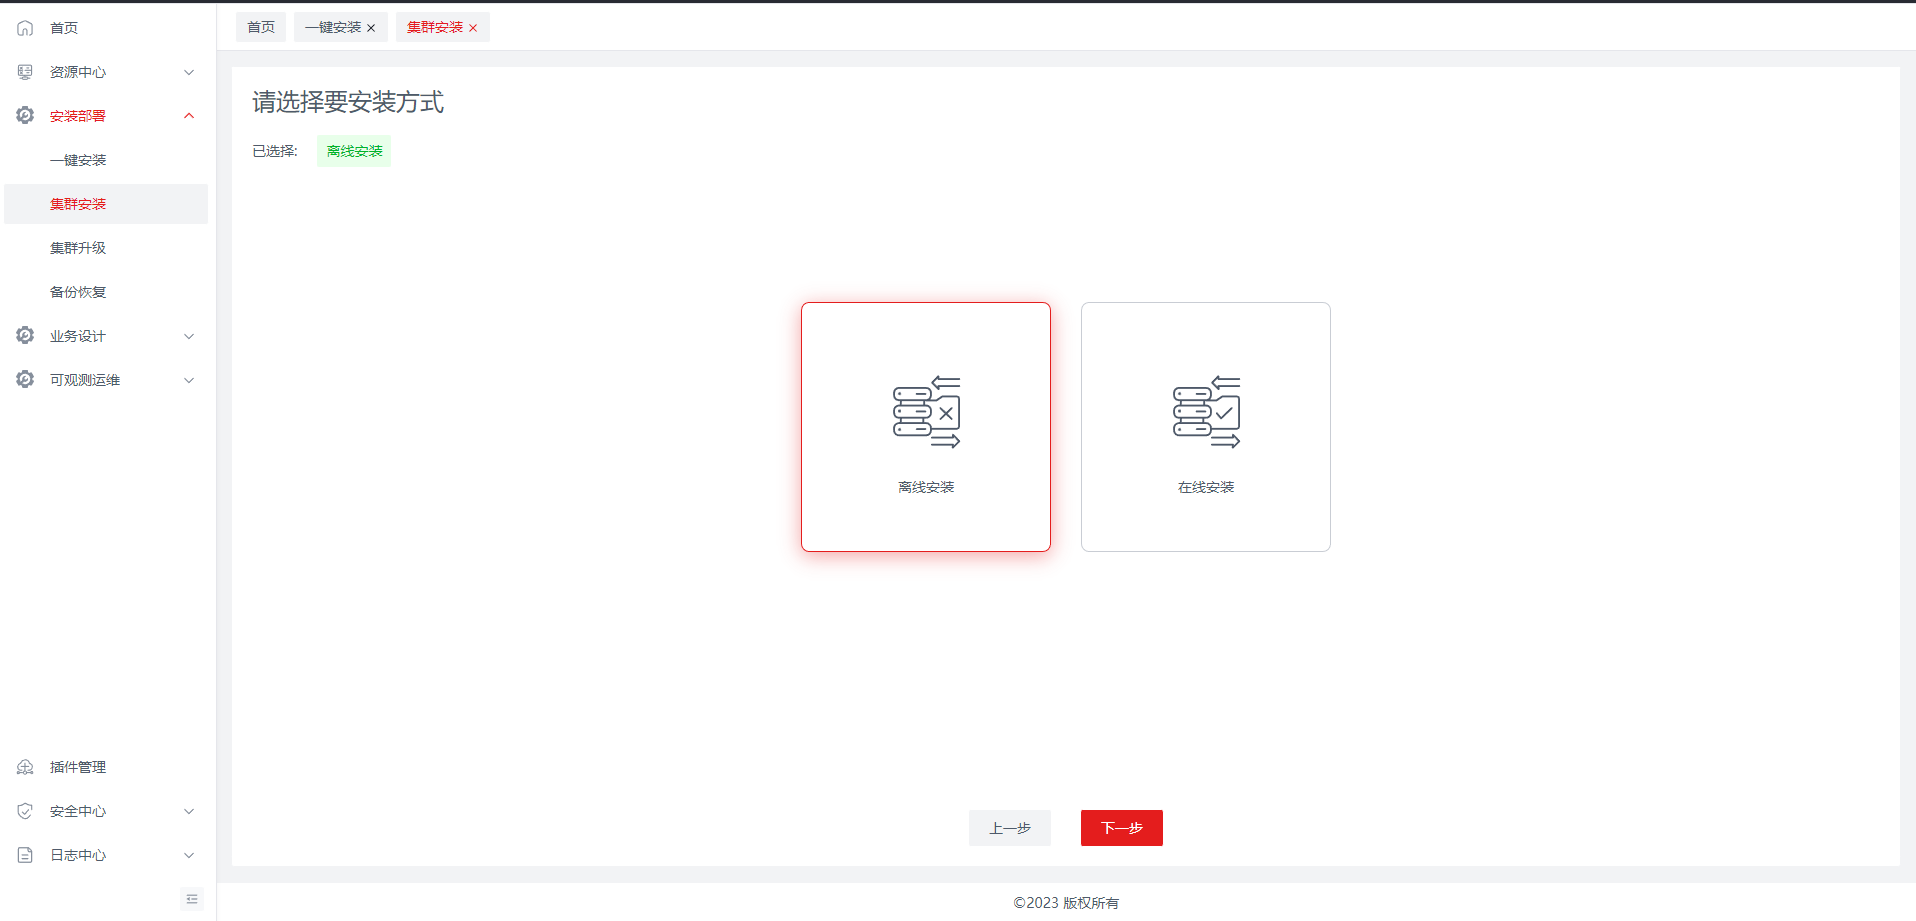 首页
资源中心
安装部署
一键安装
集群安装
集群升级
备份恢复
业务设计
可观测运维
插件管理
安全中心
日志中心
首页 一键安装 集群安装
请选择要安装方式
已选择: 离线安装
离线安装 在线安装
上一步 下一步
©2023 版权所有